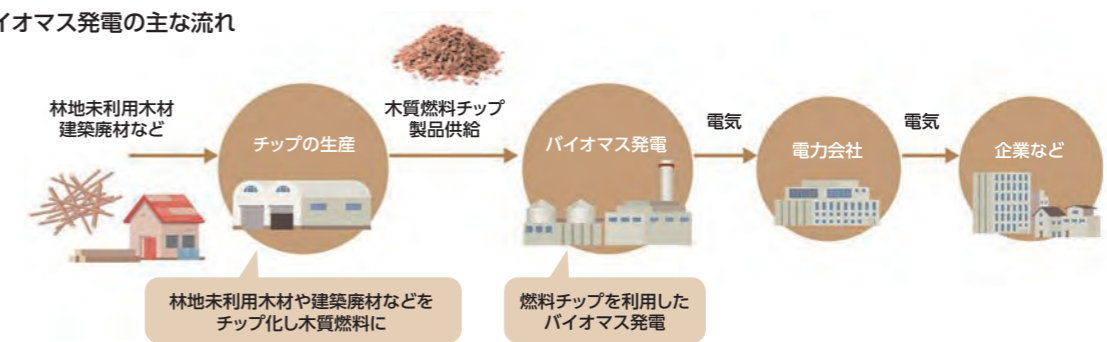 イオマス発電の主な流れ
林地未利用木材
建築廃材など
チップの生産
木質燃料チップ
製品供給
バイオマス発電
電気
電力会社
電気
企業など
林地未利用木材や建築廃材などを
チップ化し木質燃料に
燃料チップを利用した
バイオマス発電